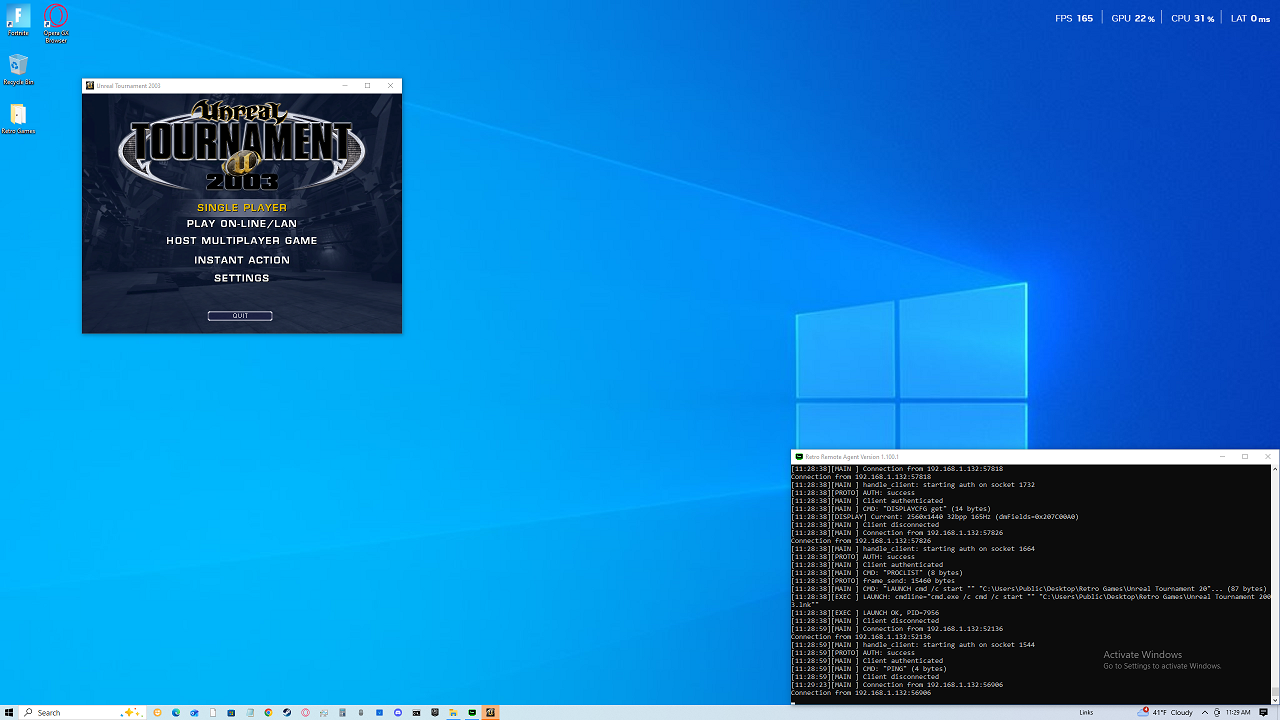 FPS 165 GPU 22 % CPU 31 % LAT 0 ms
Fortnite
Opera GX
Browser
Recycle Bin
Retro Games
Unreal Tournament 2003
Unreal
TOURNAMENT
2003
SINGLE PLAYER
PLAY ON-LINE/LAN
HOST MULTIPLAYER GAME
INSTANT ACTION
SETTINGS
QUIT
Retro Remote Agent Version 1.100.1
[11:28:38][MAIN ] Connection from 192.168.1.132:57818
Connection from 192.168.1.132:57818
[11:28:38][MAIN ] handle_client: starting auth on socket 1732
[11:28:38][PROTO] AUTH: success
[11:28:38][MAIN ] Client authenticated
[11:28:38][MAIN ] CMD: "DISPLAYCFG get" (14 bytes)
[11:28:38][DISPLAY] Current: 2560x1440 32bpp 165Hz (dmFields=0x207C00A0)
[11:28:38][MAIN ] Client disconnected
[11:28:38][MAIN ] Connection from 192.168.1.132:57826
Connection from 192.168.1.132:57826
[11:28:38][MAIN ] handle_client: starting auth on socket 1664
[11:28:38][PROTO] AUTH: success
[11:28:38][MAIN ] Client authenticated
[11:28:38][MAIN ] CMD: "PROCLIST" (8 bytes)
[11:28:38][PROTO] frame_send: 15460 bytes
[11:28:38][MAIN ] CMD: "LAUNCH cmd /c start "" "C:\Users\Public\Desktop\Retro Games\Unreal Tournament 20"... (87 bytes)
[11:28:38][EXEC ] LAUNCH: cmdline="cmd.exe /c cmd /c start "" "C:\Users\Public\Desktop\Retro Games\Unreal Tournament 200
3.lnk""
[11:28:38][EXEC ] LAUNCH OK, PID=7956
[11:28:38][MAIN ] Client disconnected
[11:28:59][MAIN ] Connection from 192.168.1.132:52136
Connection from 192.168.1.132:52136
[11:28:59][MAIN ] handle_client: starting auth on socket 1544
[11:28:59][PROTO] AUTH: success
[11:28:59][MAIN ] Client authenticated
[11:28:59][MAIN ] CMD: "PING" (4 bytes)
[11:28:59][MAIN ] Client disconnected
[11:29:23][MAIN ] Connection from 192.168.1.132:56906
Connection from 192.168.1.132:56906
Activate Windows
Go to Settings to activate Windows.
Search
Links
41°F Cloudy
11:29 AM